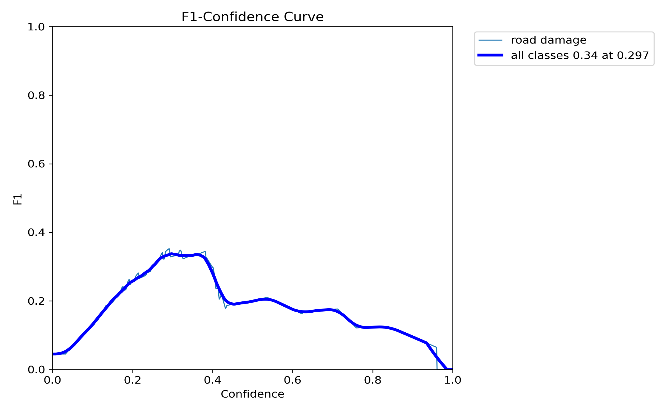 F1-Confidence Curve
road damage
all classes 0.34 at 0.297
1.0
0.8
0.6
0.4
0.2
0.0
F1
0.0 0.2 0.4 0.6 0.8 1.0
Confidence